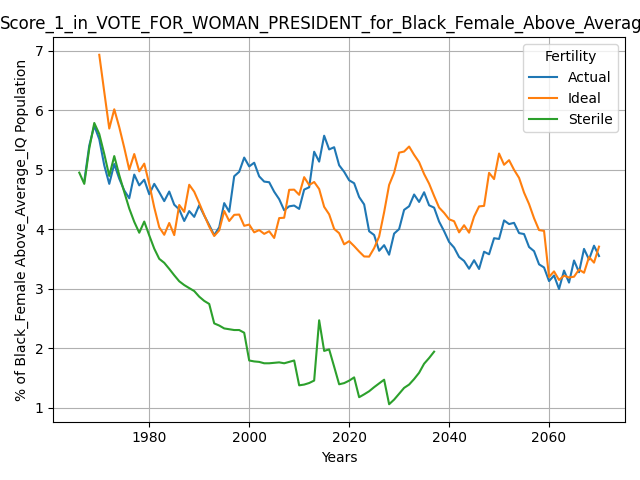 Score_1_in_VOTE_FOR_WOMAN_PRESIDENT_for_Black_Female_Above_Averag
Fertility
Actual
Ideal
Sterile
% of Black_Female Above_Average_IQ Population
7
6
5
4
3
2
1
1980 2000 2020 2040 2060
Years